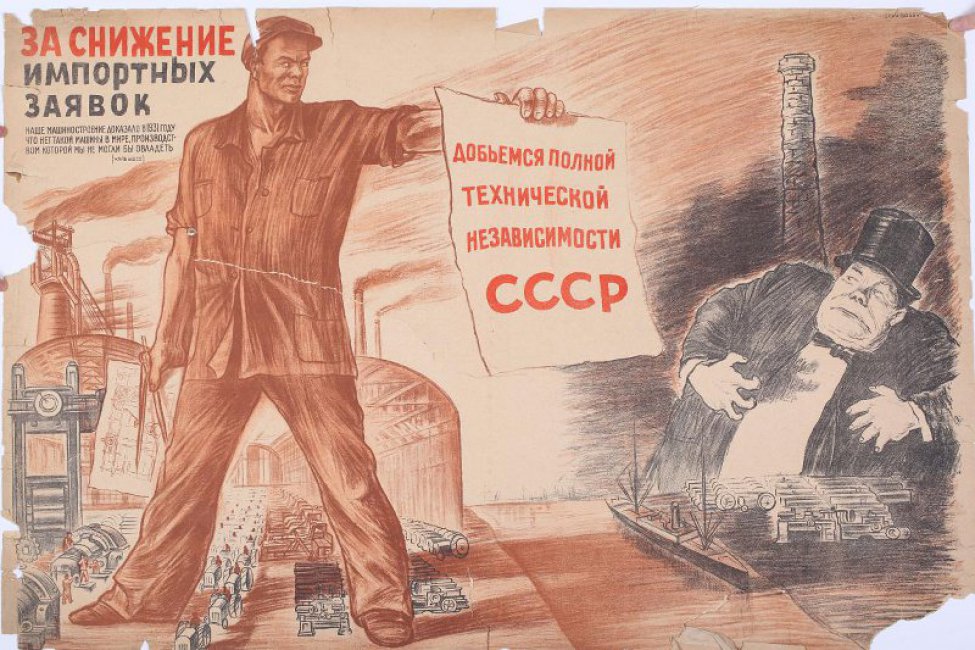 ЗА СНИЖЕНИЕ
ИМПОРТНЫХ
ЗАЯВОК
НАШЕ МАШИНОСТРОЕНИЕ ДОКАЗАЛО В 1931 ГОДУ
ЧТО НЕТ ТАКОЙ МАШИНЫ В МИРЕ, ПРОИЗВОДСТ-
ВОМ КОТОРОЙ МЫ НЕ МОГЛИ БЫ ОВЛАДЕТЬ
ДОБЬЕМСЯ ПОЛНОЙ
ТЕХНИЧЕСКОЙ
НЕЗАВИСИМОСТИ
СССР